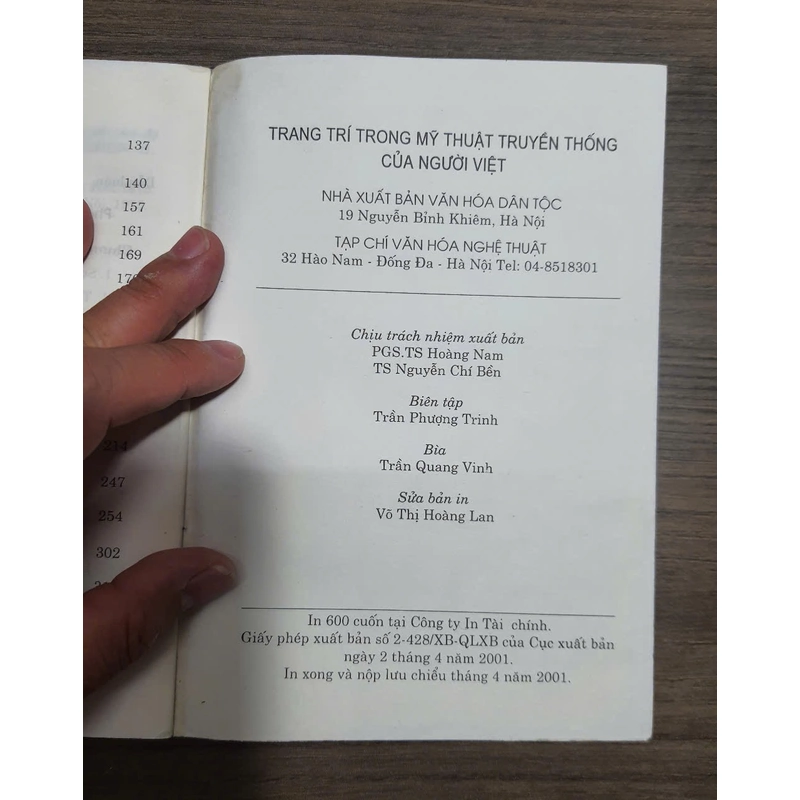 137
140
157
161
169
214
247
254
302
TRANG TRÍ TRONG MỸ THUẬT TRUYỀN THỐNG
CỦA NGƯỜI VIỆT
NHÀ XUẤT BẢN VĂN HÓA DÂN TỘC
19 Nguyễn Bỉnh Khiêm, Hà Nội
TẠP CHÍ VĂN HÓA NGHỆ THUẬT
32 Hào Nam - Đống Đa - Hà Nội Tel: 04-8518301
Chịu trách nhiệm xuất bản
PGS.TS Hoàng Nam
TS Nguyễn Chí Bền
Biên tập
Trần Phượng Trinh
Bìa
Trần Quang Vinh
Sửa bản in
Võ Thị Hoàng Lan
In 600 cuốn tại Công ty In Tài chính.
Giấy phép xuất bản số 2-428/XB-QLXB của Cục xuất bản
ngày 2 tháng 4 năm 2001.
In xong và nộp lưu chiểu tháng 4 năm 2001.